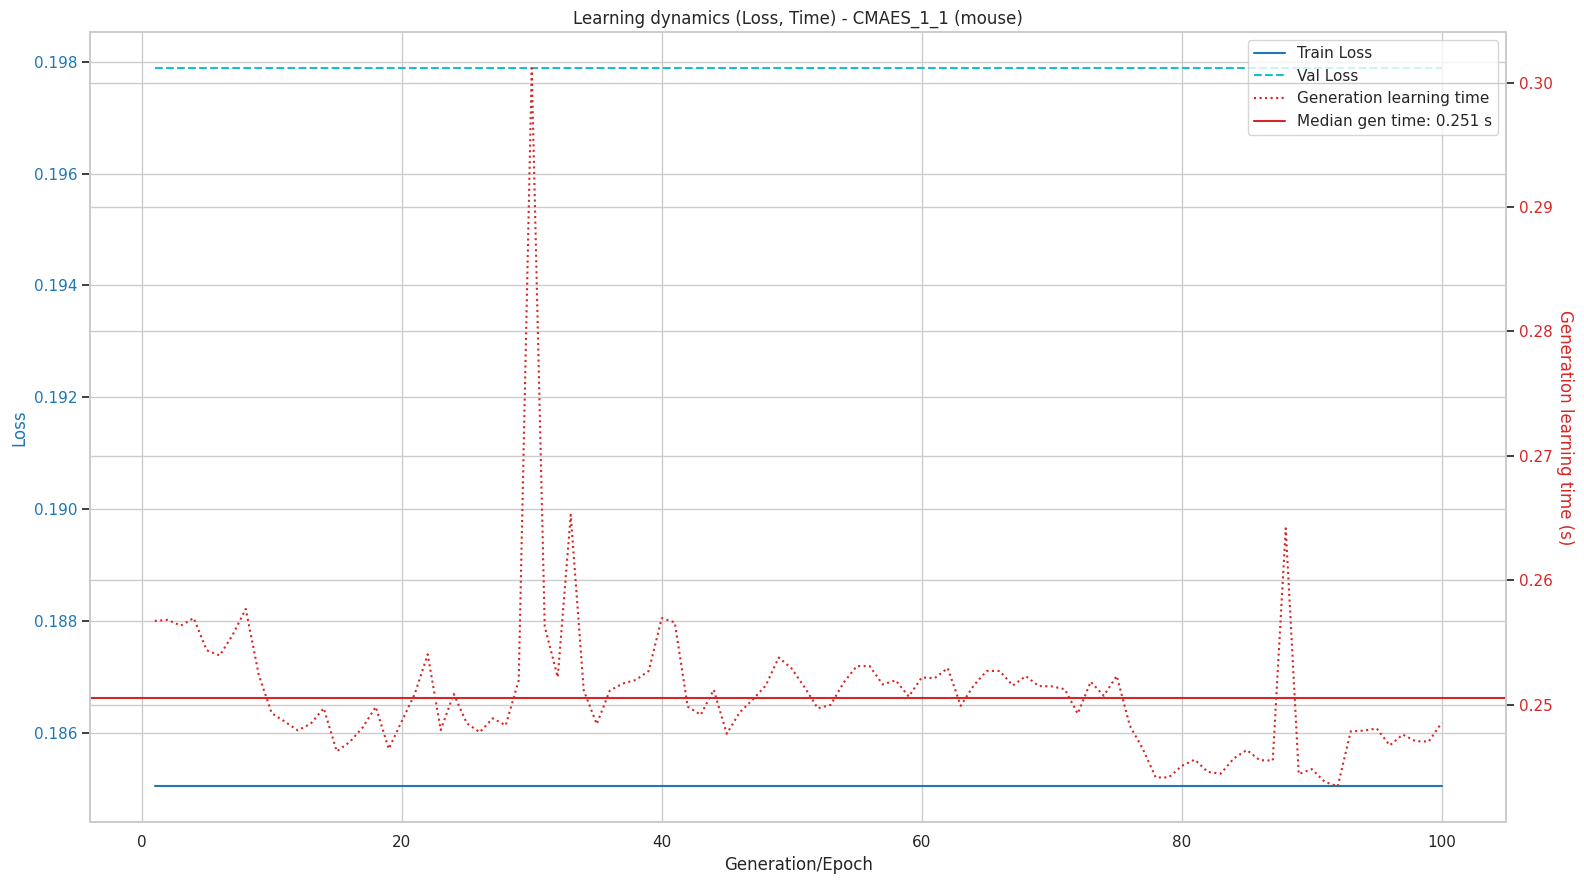 Learning dynamics (Loss, Time) - CMAES_1_1 (mouse)
Train Loss
Val Loss
Generation learning time
Median gen time: 0.251 s
Loss
0.198
0.196
0.194
0.192
0.190
0.188
0.186
0.30
0.29
0.28
0.27
0.26
0.25
Generation learning time (s)
0
20
40
60
80
100
Generation/Epoch